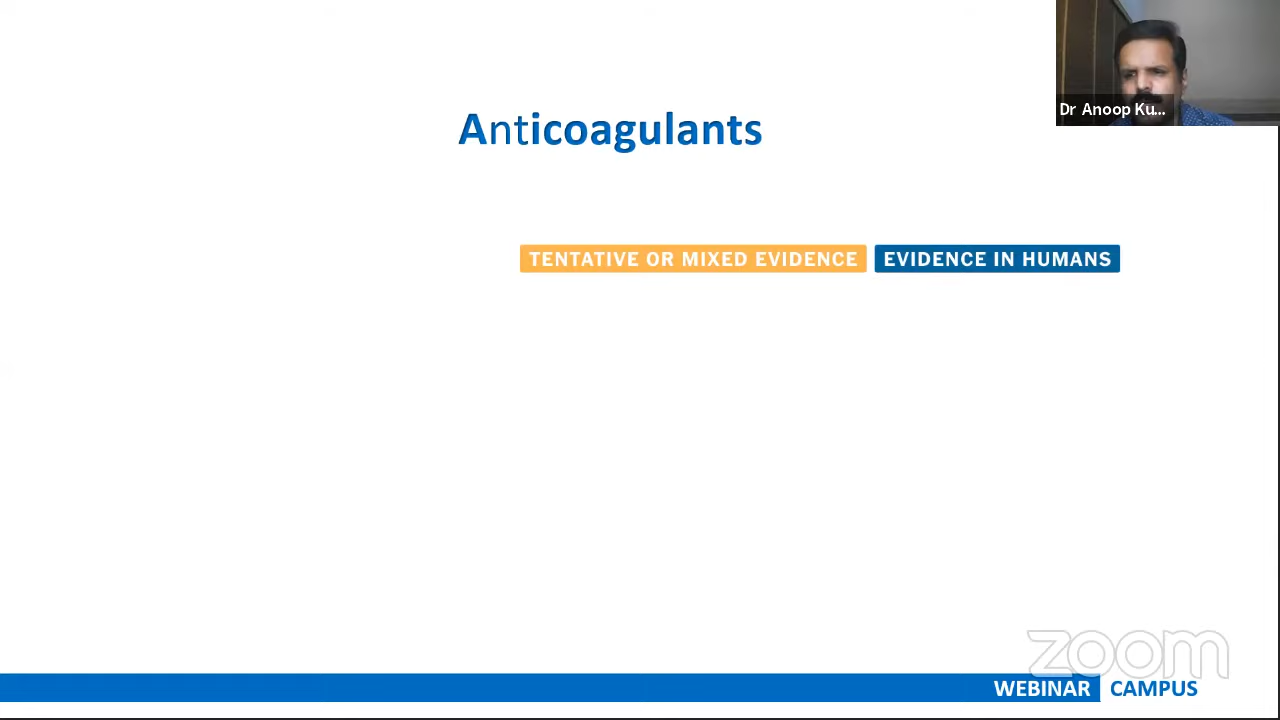 Dr Anoop Ku...
Anticoagulants
TENTATIVE OR MIXED EVIDENCE EVIDENCE IN HUMANS
zoom
WEBINAR CAMPUS